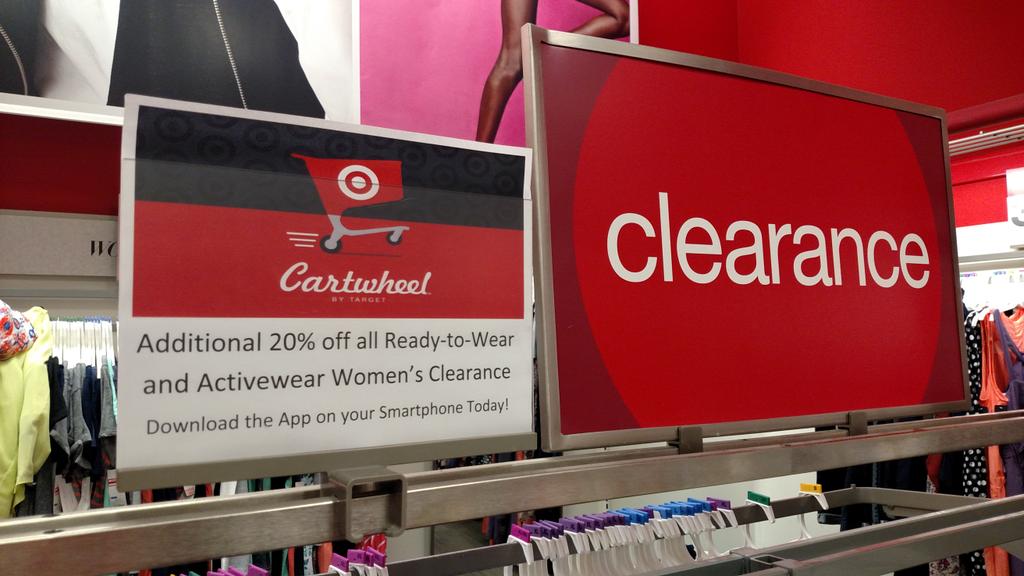 Cartwheel
BY TARGET
Additional 20% off all Ready-to-Wear
and Activewear Women's Clearance
Download the App on your Smartphone Today!
clearance